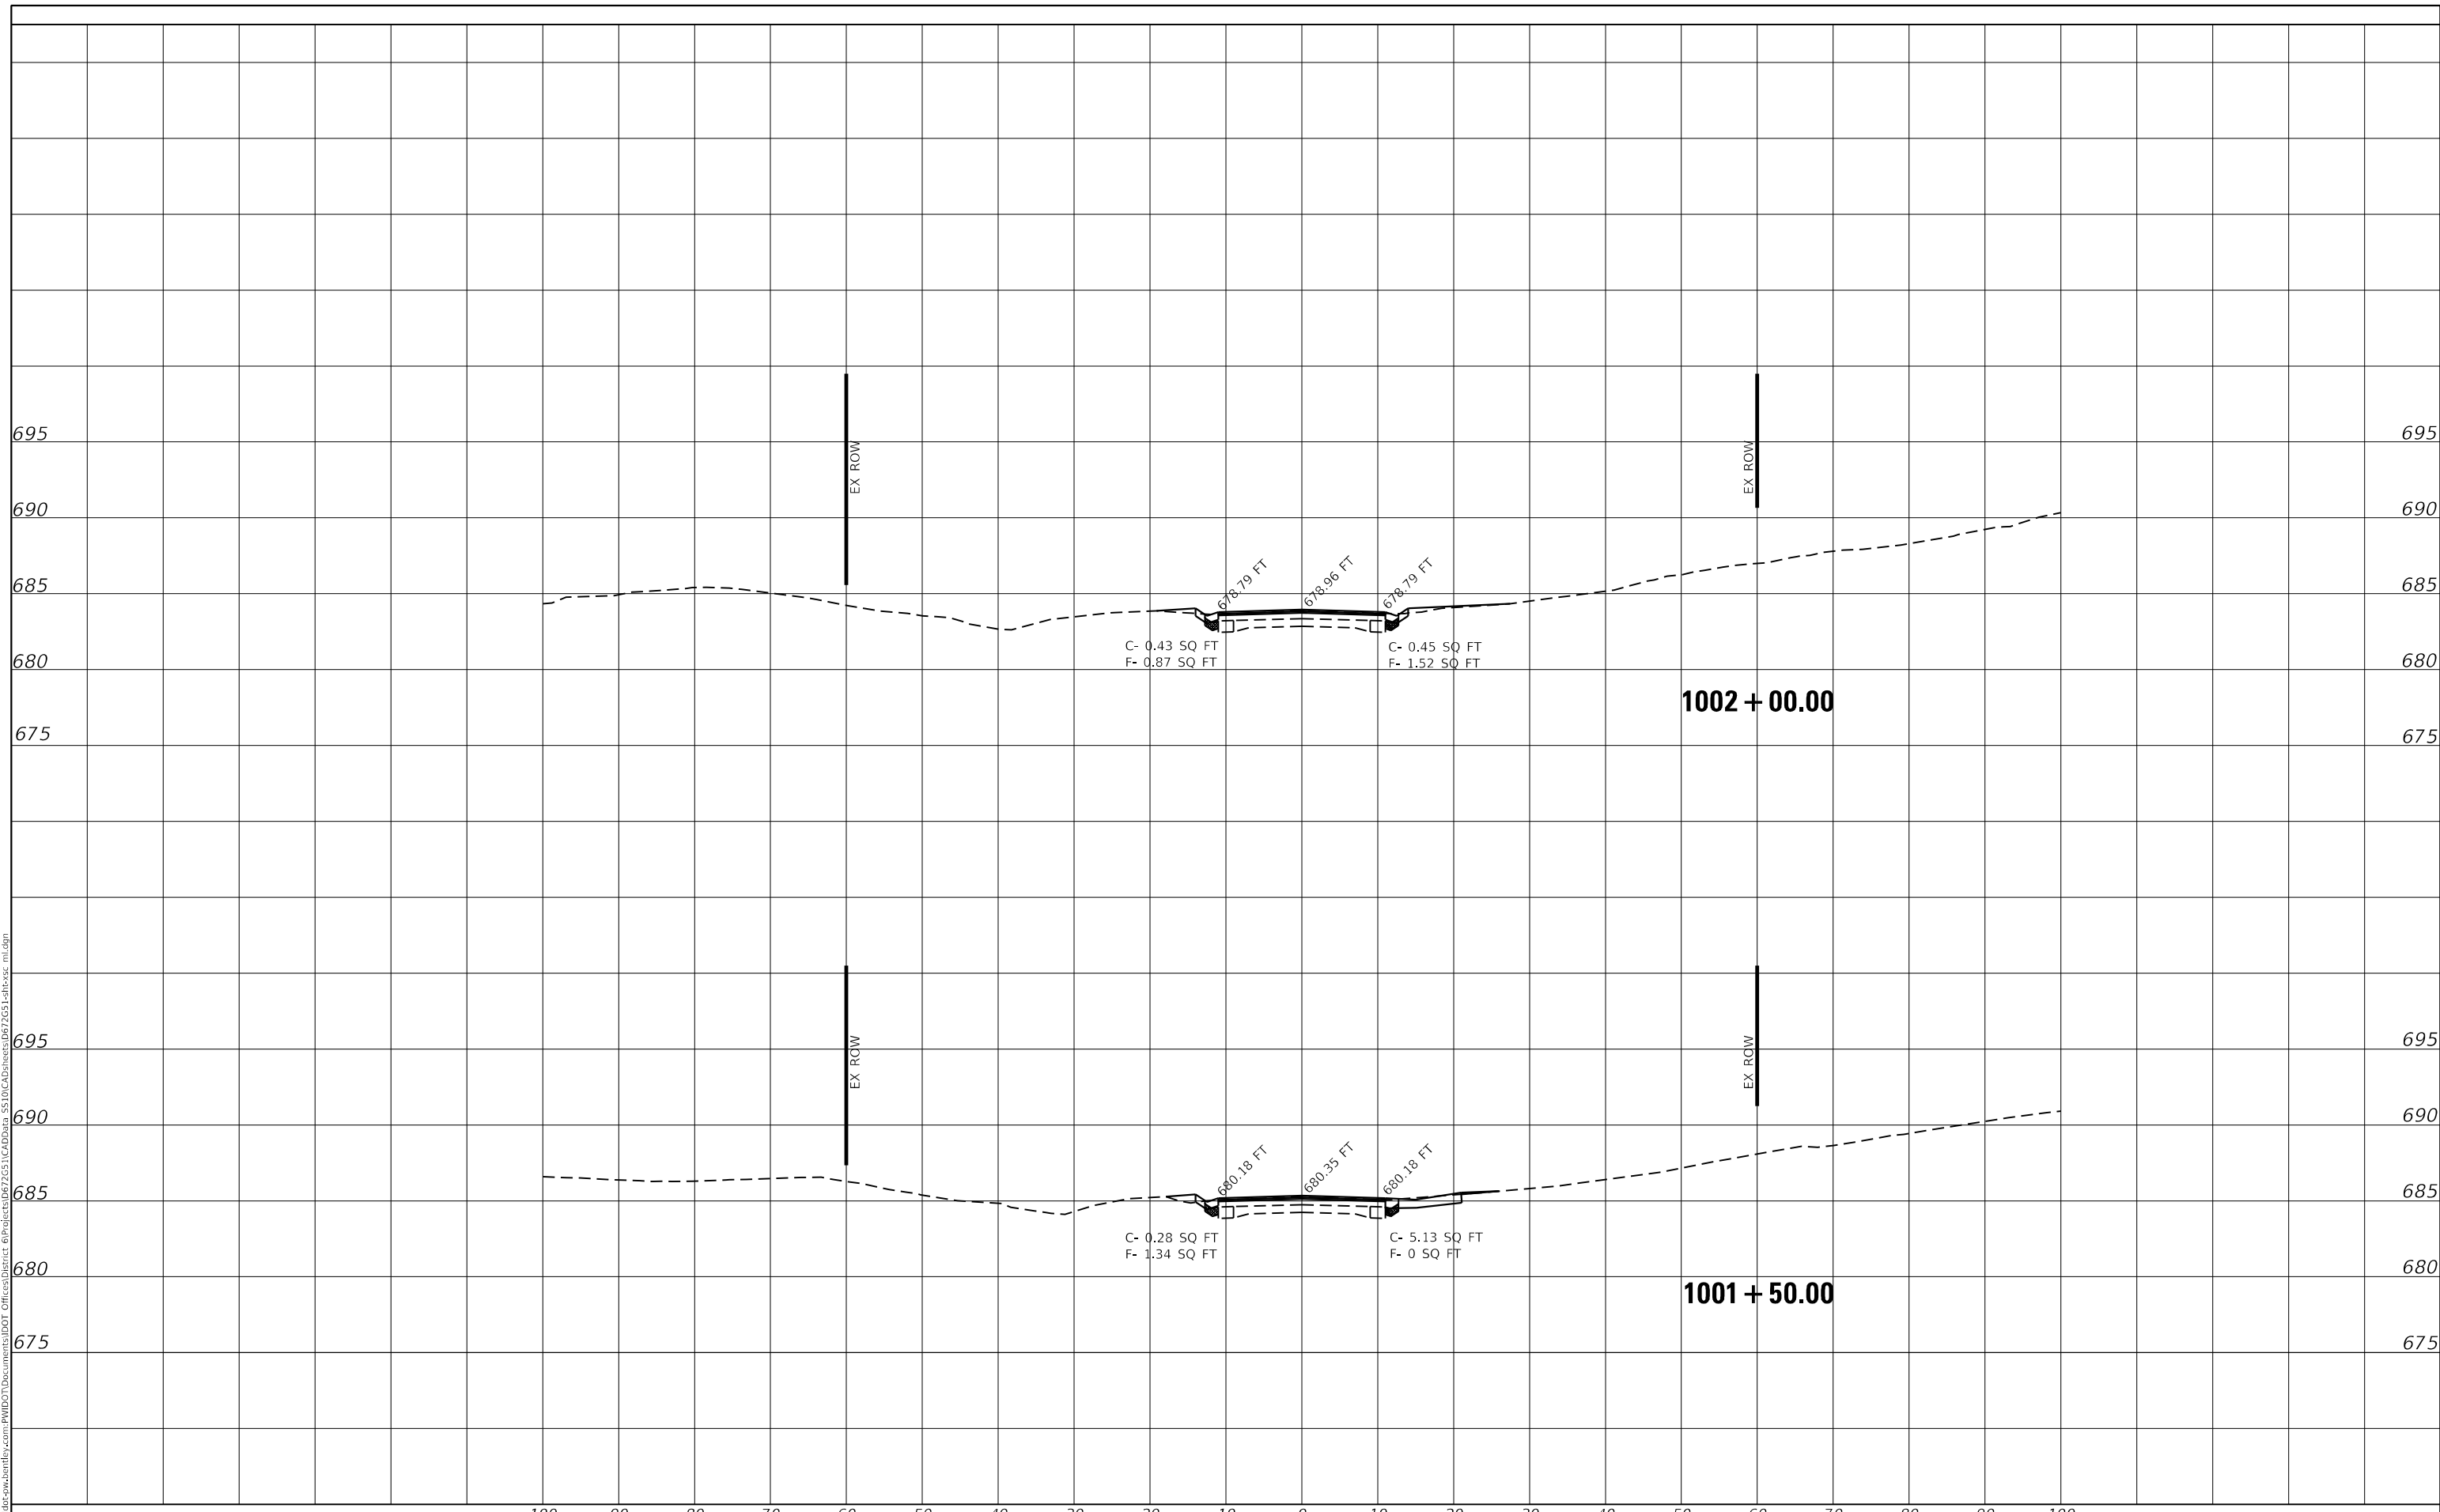 695 695
EX ROW EX ROW
690 690
678.79 FT 678.96 FT 678.79 FT
685 685
C- 0.43 SQ FT C- 0.45 SQ FT
F- 0.87 SQ FT F- 1.52 SQ FT
680 680
1002 + 00.00
675 675
695 695
EX ROW EX ROW
690 690
680.18 FT 680.35 FT 680.18 FT
685 685
C- 0.28 SQ FT C- 5.13 SQ FT
F- 1.34 SQ FT F- 0 SQ FT
680 680
1001 + 50.00
675 675